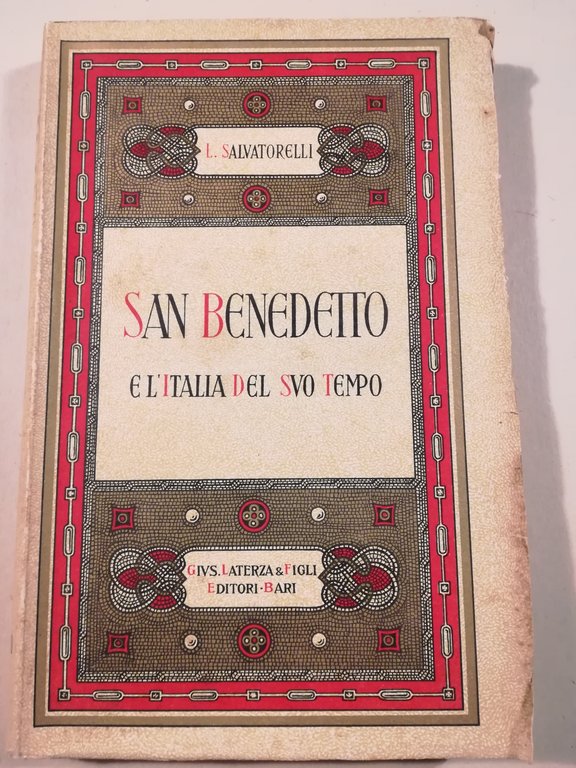 L. SALVATORELLI
SAN BENEDETTO
E L'ITALIA DEL SVO TEMPO
GIVS. LATERZA & FIGLI
EDITORI · BARI